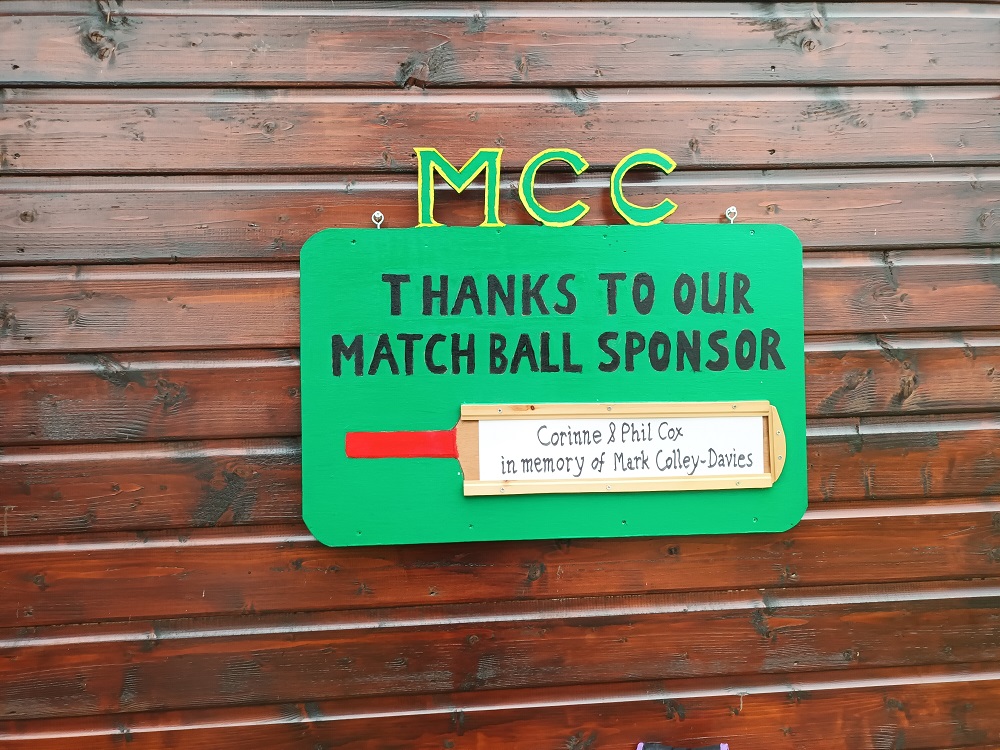 MCC
THANKS TO OUR
MATCH BALL SPONSOR
Corinne & Phil Cox
in memory of Mark Colley-Davies